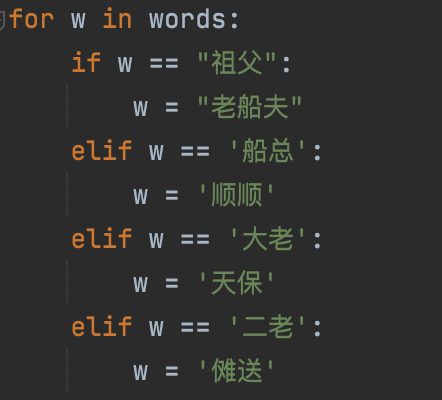 for w in words:
    if w == "祖父":
        w = "老船夫"
    elif w == '船总':
        w = '顺顺'
    elif w == '大老':
        w = '天保'
    elif w == '二老':
        w = '傩送'